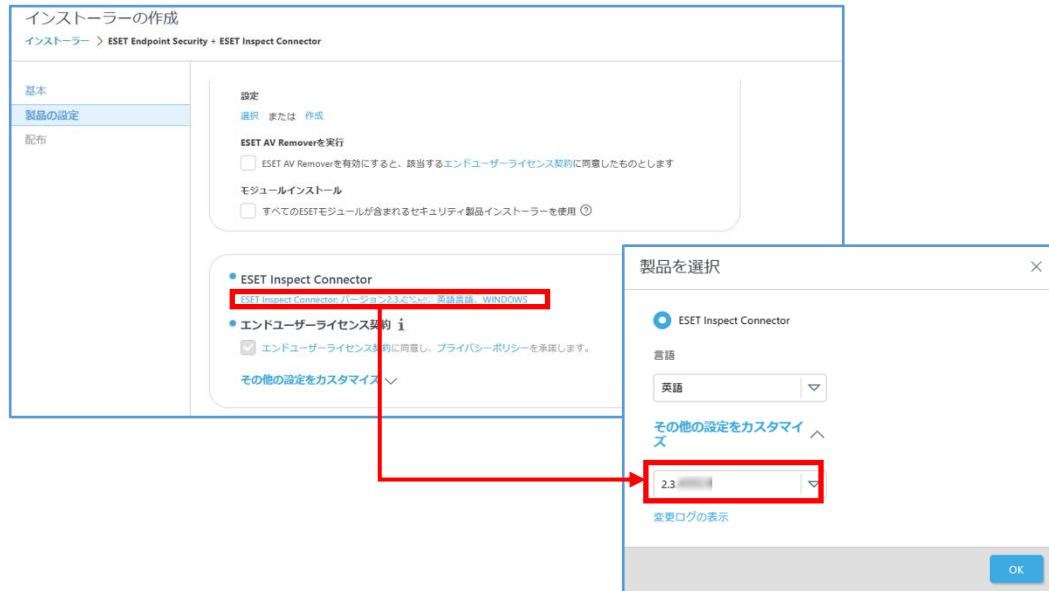 インストーラーの作成
インストーラー > ESET Endpoint Security + ESET Inspect Connector
基本
製品の設定
配布
設定
選択 または 作成
ESET AV Removerを実行
ESET AV Removerを有効にすると、該当するエンドユーザーライセンス契約に同意したものとします
モジュールインストール
すべてのESETモジュールが含まれるセキュリティ製品インストーラーを使用 ?
ESET Inspect Connector
ESET Inspect Connector: バージョン2.3. 英語言語、WINDOWS
エンドユーザーライセンス契約 i
エンドユーザーライセンス契約に同意し、プライバシーポリシーを承諾します。
その他の設定をカスタマイズ
製品を選択
ESET Inspect Connector
言語
英語
その他の設定をカスタマイ
ズ
2.3
変更ログの表示
OK